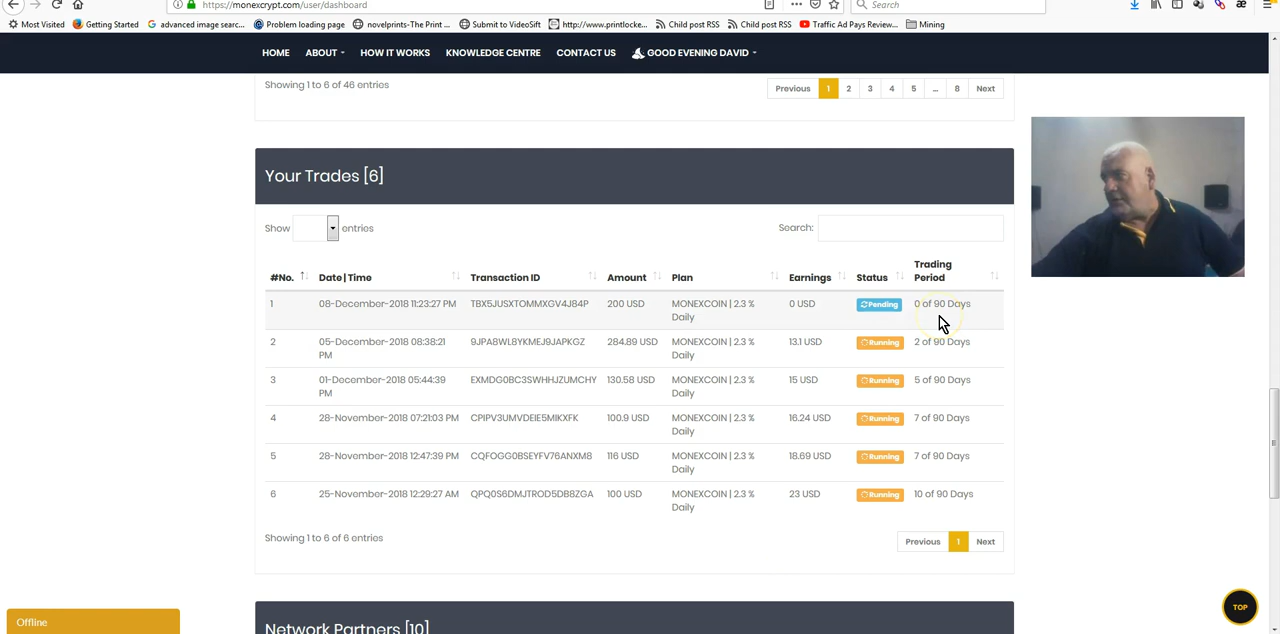 https://monexcrypt.com/user/dashboard
Search
Most Visited Getting Started advanced image searc... Problem loading page novelprints-The Print ... Submit to VideoSift http://www.printlocke... Child post RSS Child post RSS Traffic Ad Pays Review... Mining
HOME ABOUT HOW IT WORKS KNOWLEDGE CENTRE CONTACT US GOOD EVENING DAVID
Showing 1 to 6 of 46 entries
Previous 1 2 3 4 5 ... 8 Next
Your Trades [6]
Show entries Search:
#No. Date|Time Transaction ID Amount Plan Earnings Status Trading Period
1 08-December-2018 11:23:27 PM TBX5JUSXTOMMXGV4J84P 200 USD MONEXCOIN | 2.3 % Daily 0 USD Pending 0 of 90 Days
2 05-December-2018 08:38:21 PM 9JPA8WL8YKMEJ9JAPKGZ 284.89 USD MONEXCOIN | 2.3 % Daily 13.1 USD Running 2 of 90 Days
3 01-December-2018 05:44:39 PM EXMDG0BC3SWHHJZUMCHY 130.58 USD MONEXCOIN | 2.3 % Daily 15 USD Running 5 of 90 Days
4 28-November-2018 07:21:03 PM CPIPV3UMVDEIE5MIKXFK 100.9 USD MONEXCOIN | 2.3 % Daily 16.24 USD Running 7 of 90 Days
5 28-November-2018 12:47:39 PM CQFOGG0BSEYFV76ANXM8 116 USD MONEXCOIN | 2.3 % Daily 18.69 USD Running 7 of 90 Days
6 25-November-2018 12:29:27 AM QPQ0S6DMJTROD5DB8ZGA 100 USD MONEXCOIN | 2.3 % Daily 23 USD Running 10 of 90 Days
Showing 1 to 6 of 6 entries
Previous 1 Next
Network Partners [10]
Offline
TOP